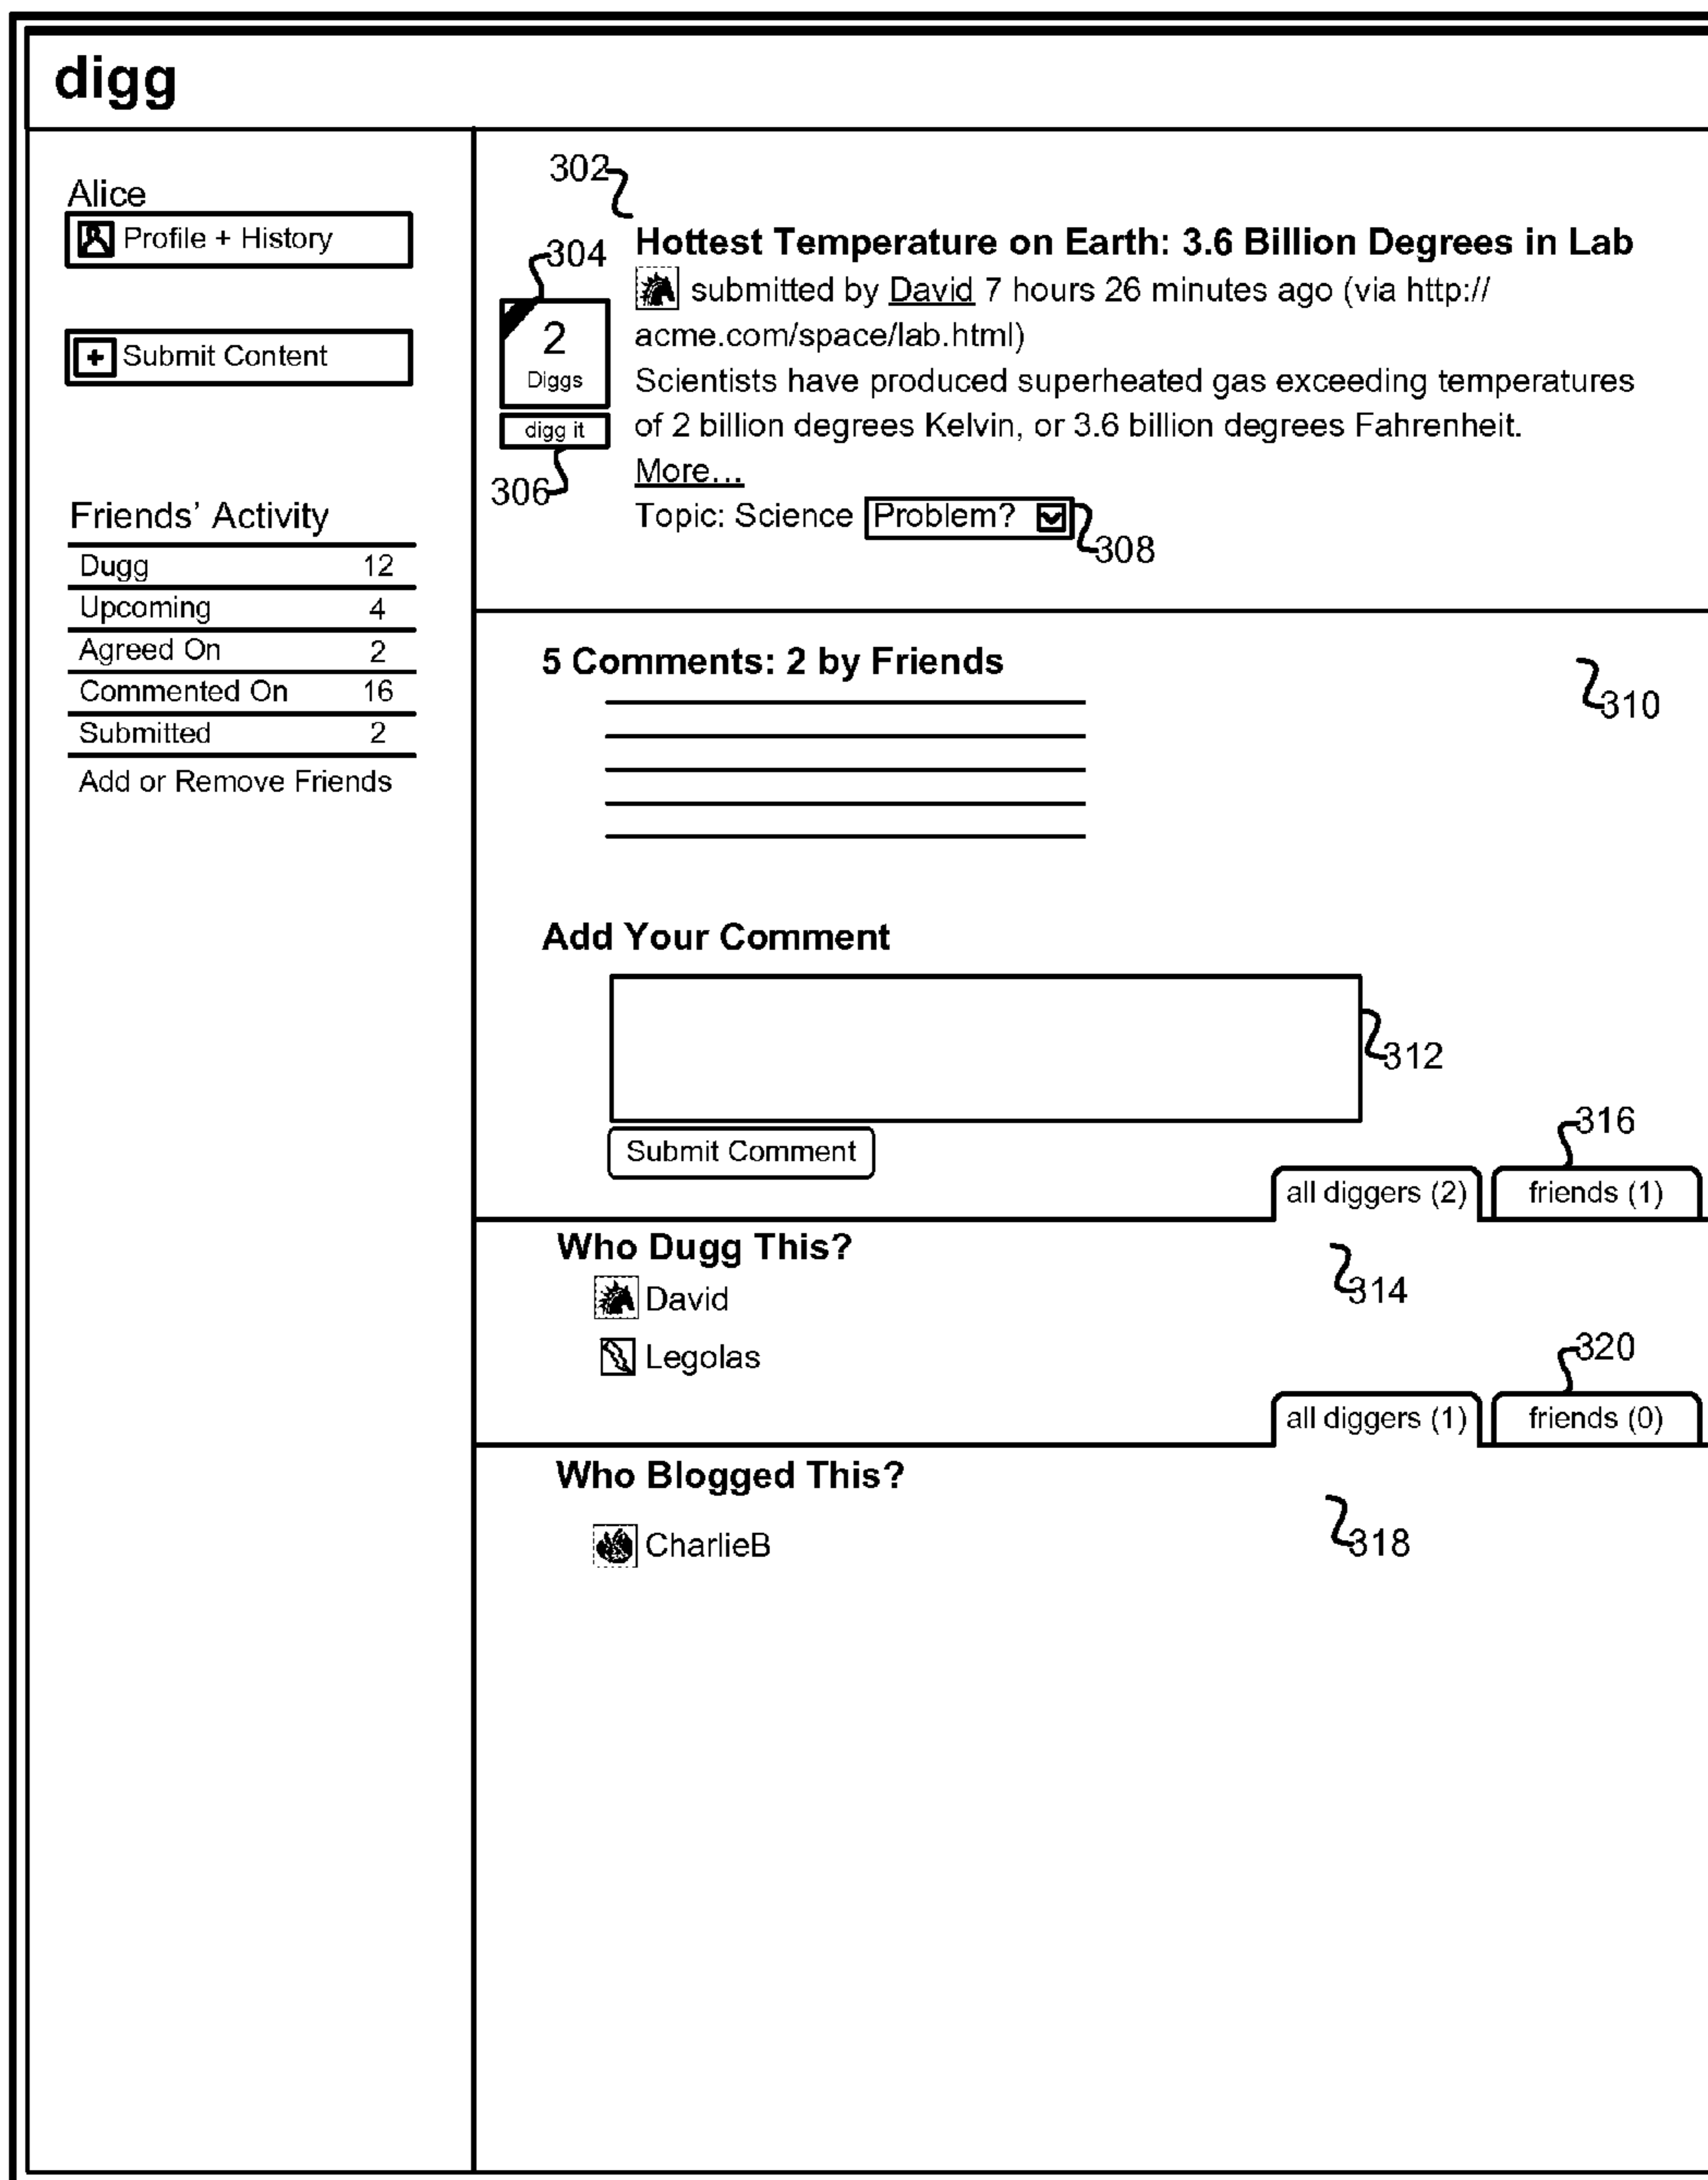 digg
Alice
Profile + History
Submit Content
Friends' Activity
Dugg 12
Upcoming 4
Agreed On 2
Commented On 16
Submitted 2
Add or Remove Friends
302
304
Hottest Temperature on Earth: 3.6 Billion Degrees in Lab
submitted by David 7 hours 26 minutes ago (via http://
acme.com/space/lab.html)
2
Diggs
digg it
306
Scientists have produced superheated gas exceeding temperatures
of 2 billion degrees Kelvin, or 3.6 billion degrees Fahrenheit.
More...
Topic: Science Problem?
308
5 Comments: 2 by Friends
310
Add Your Comment
312
Submit Comment
316
all diggers (2) friends (1)
Who Dugg This?
314
David
Legolas
320
all diggers (1) friends (0)
Who Blogged This?
318
CharlieB